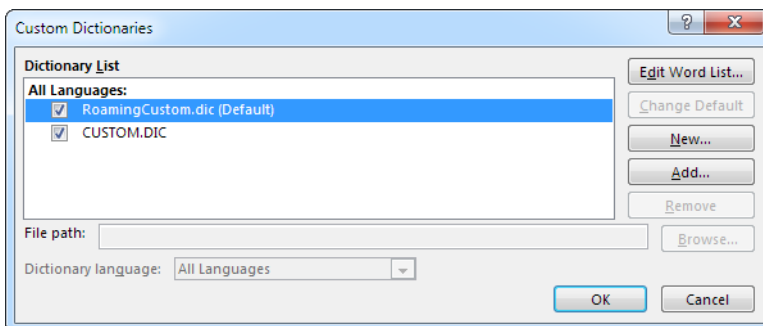 Custom Dictionaries
?
Dictionary List
All Languages:
RoamingCustom.dic (Default)
CUSTOM.DIC
Edit Word List...
Change Default
New...
Add...
Remove
File path:
Browse...
Dictionary language: All Languages
OK Cancel